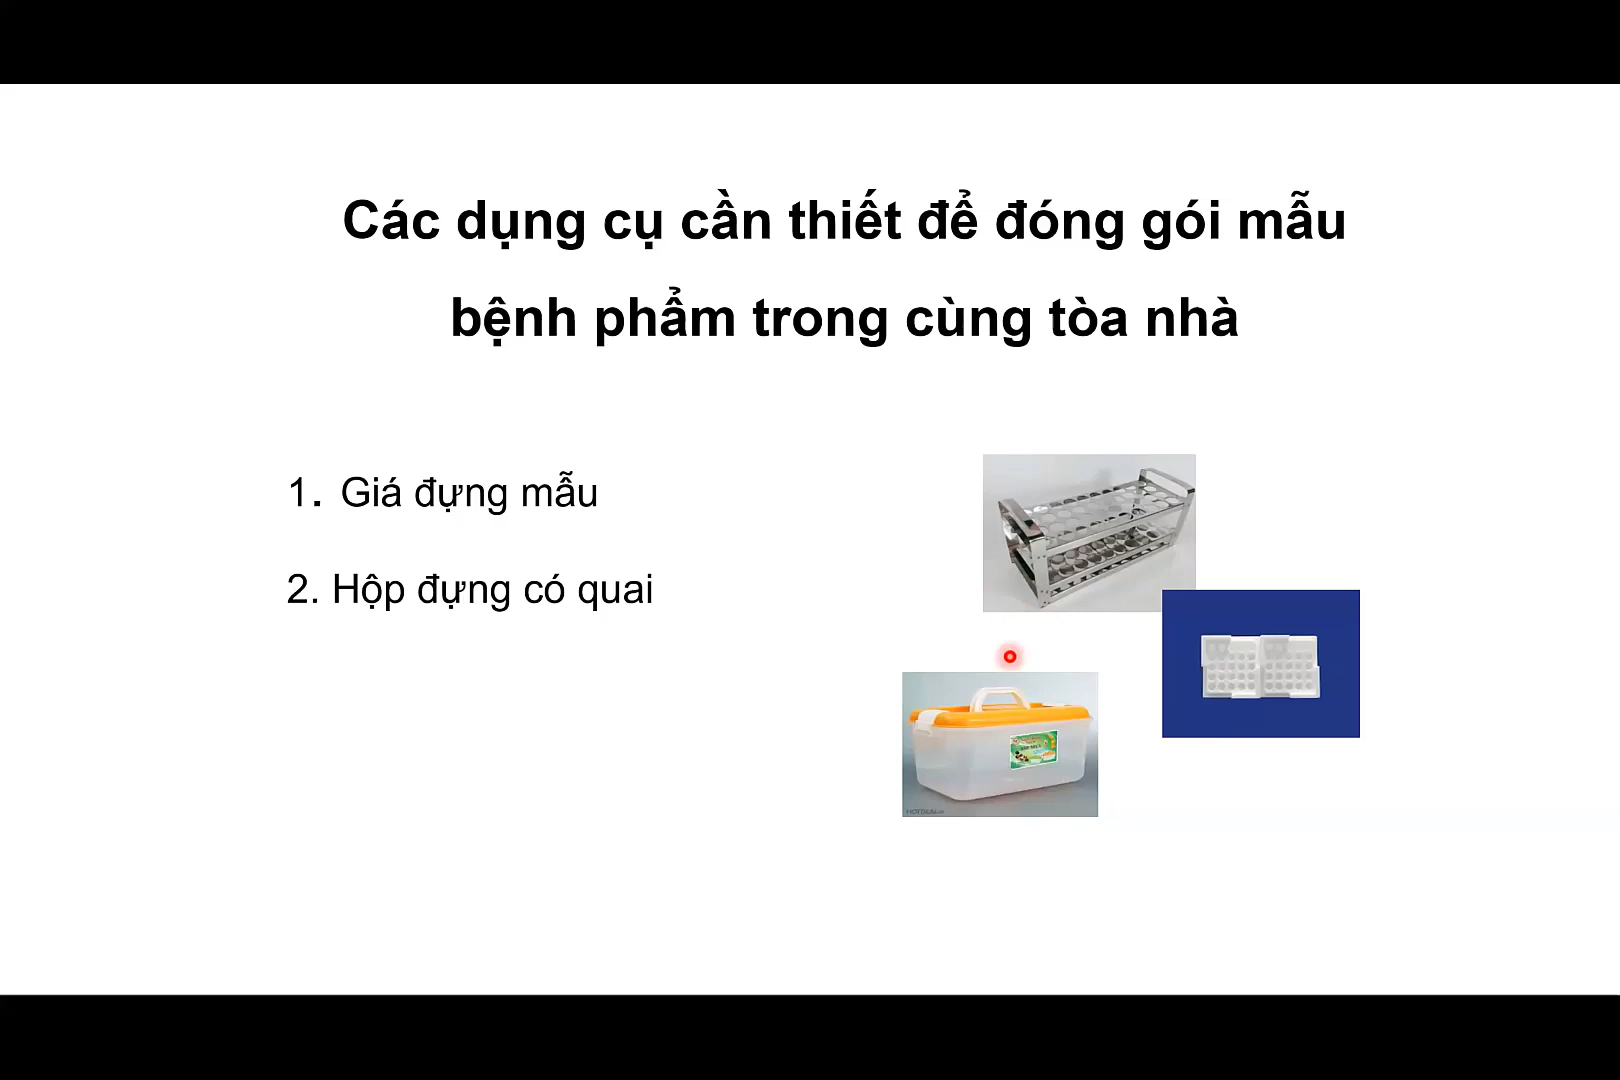 Các dụng cụ cần thiết để đóng gói mẫu
bệnh phẩm trong cùng tòa nhà
1. Giá đựng mẫu
2. Hộp đựng có quai